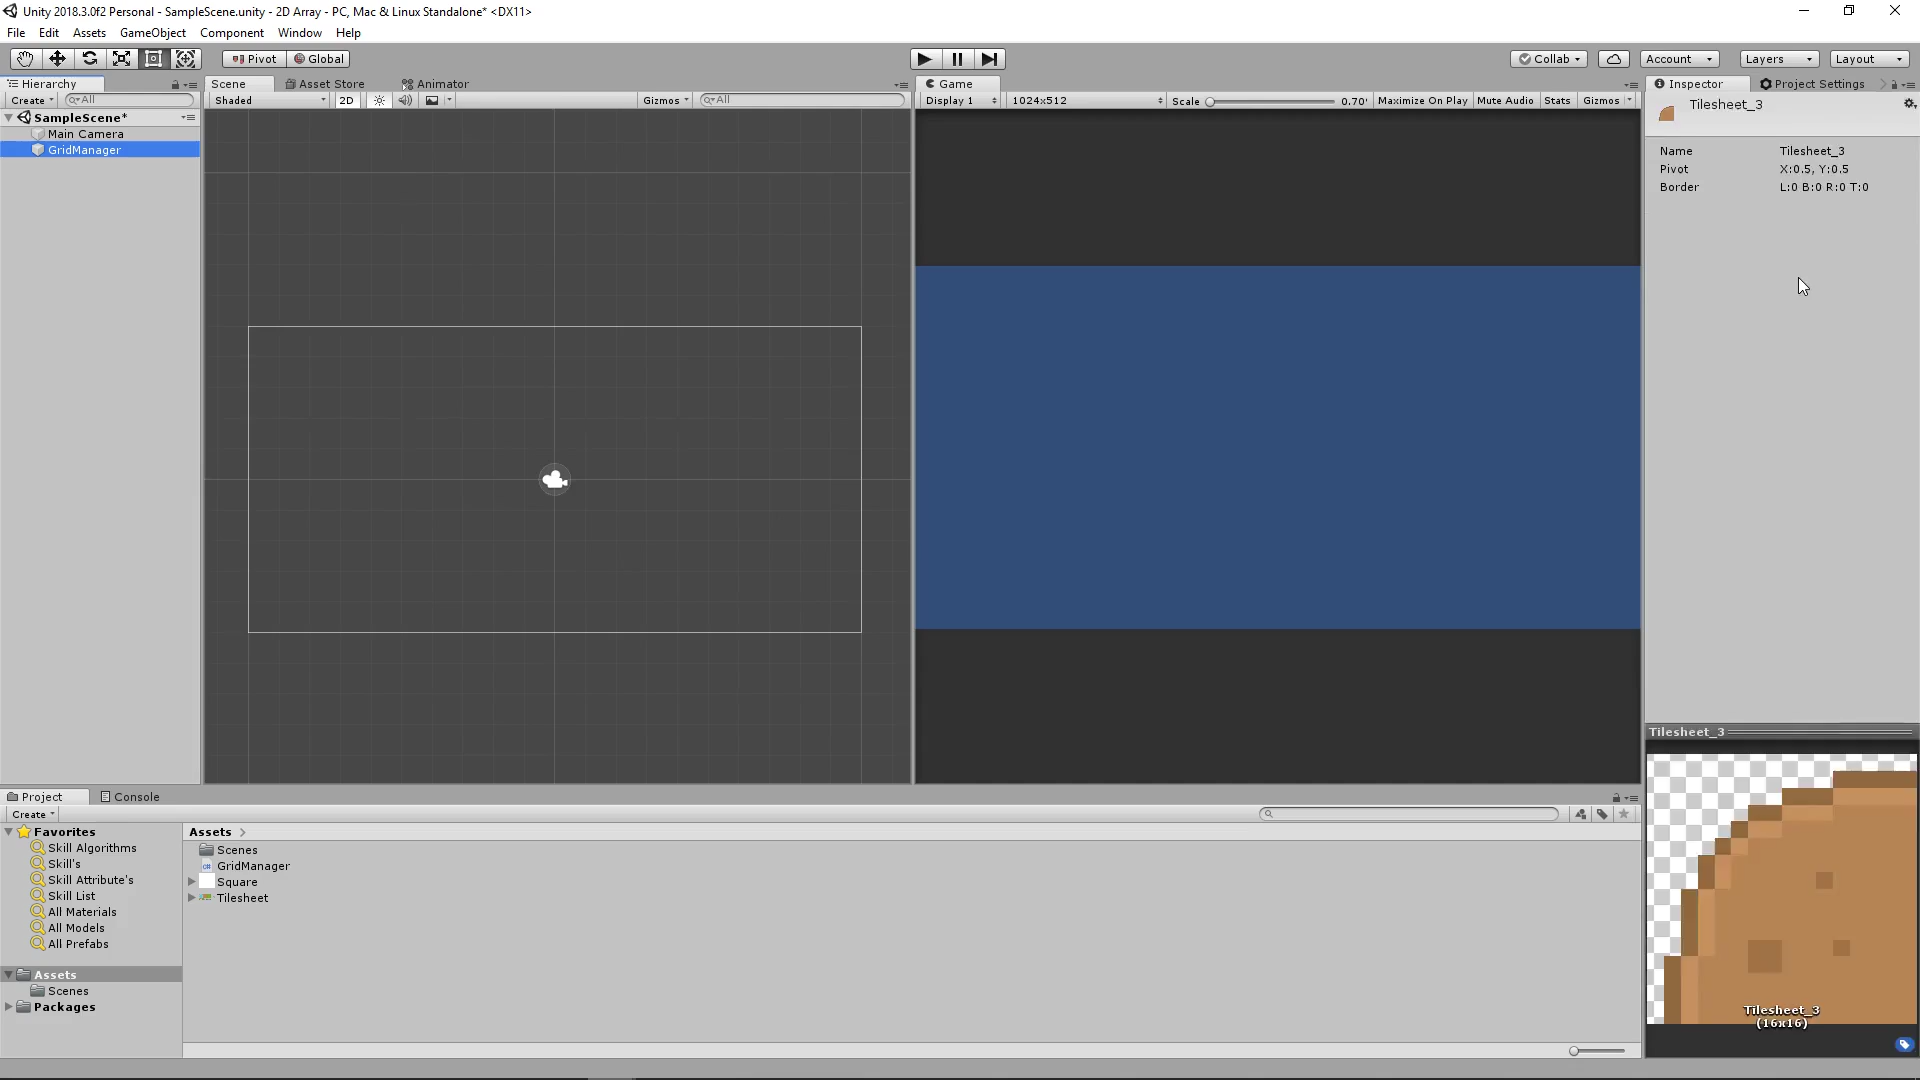 Unity 2018.3.0f2 Personal - SampleScene.unity - 2D Array - PC, Mac & Linux Standalone* <DX11>
File Edit Assets GameObject Component Window Help
Pivot Global Collab Account Layers Layout
Hierarchy
Create All
SampleScene*
Main Camera
GridManager
Scene Asset Store Animator
Shaded 2D Gizmos All
Game
Display 1 1024x512 Scale 0.70 Maximize On Play Mute Audio Stats Gizmos
Inspector Project Settings
Tilesheet_3
Name Tilesheet_3
Pivot X:0.5, Y:0.5
Border L:0 B:0 R:0 T:0
Tilesheet_3
Tilesheet_3
(16x16)
Project Console
Create
Favorites
Skill Algorithms
Skill's
Skill Attribute's
Skill List
All Materials
All Models
All Prefabs
Assets
Scenes
Packages
Assets
Scenes
GridManager
Square
Tilesheet